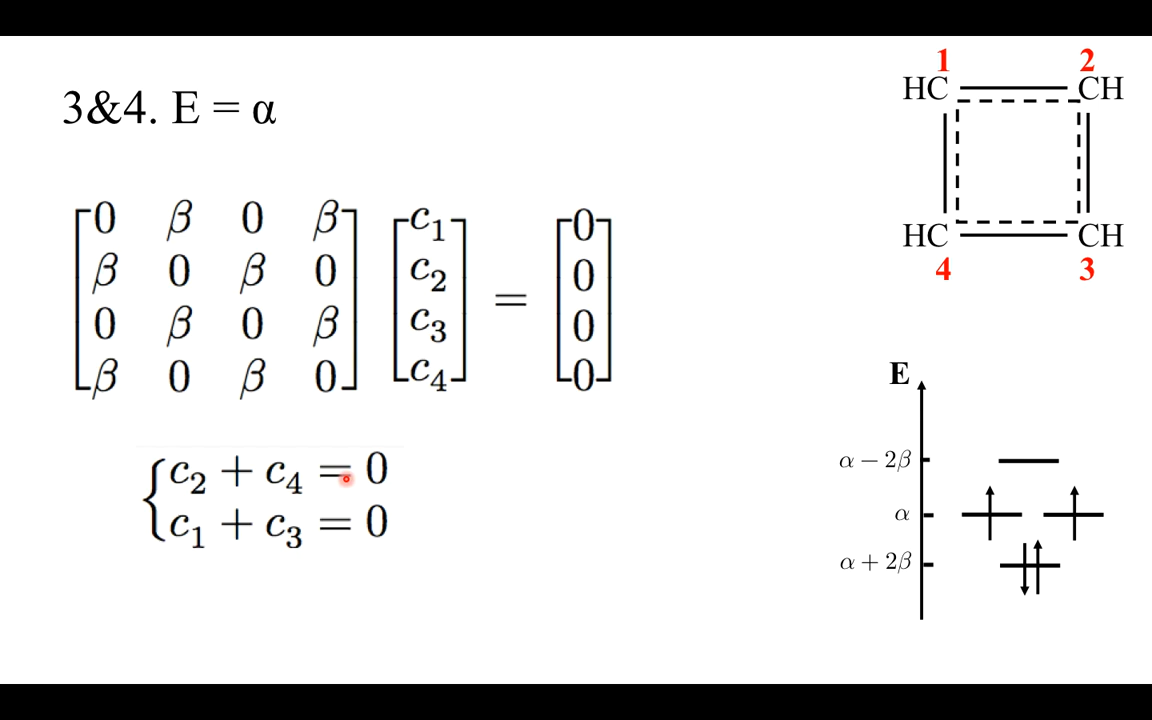 3&4. E = α
[0 β 0 β] [c₁] [0]
[β 0 β 0] [c₂] = [0]
[0 β 0 β] [c₃] [0]
[β 0 β 0] [c₄] [0]
{c₂ + c₄ = 0
c₁ + c₃ = 0
1 2
HC CH
HC CH
4 3
E
α − 2β
α
α + 2β